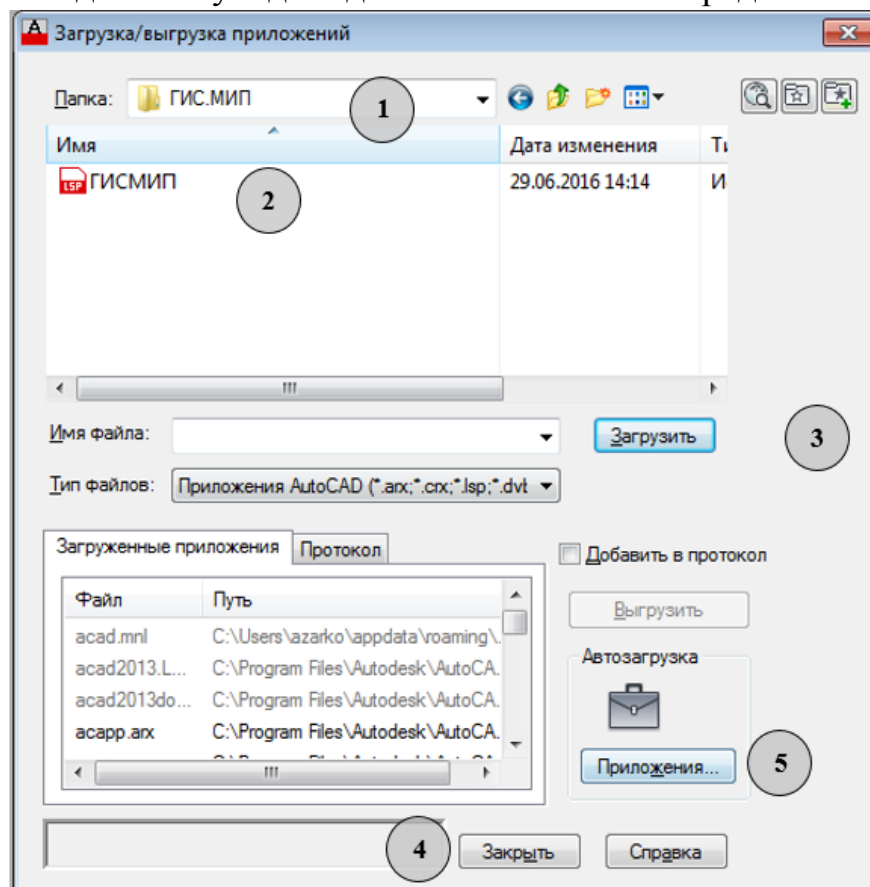 Загрузка/выгрузка приложений
Папка: ГИС.МИП
1
Имя Дата изменения
LSP ГИСМИП 29.06.2016 14:14 И
2
Имя файла: Загрузить
3
Тип файлов: Приложения AutoCAD (*.arx;*.crx;*.lsp;*.dvb
Загруженные приложения Протокол Добавить в протокол
Файл Путь Выгрузить
acad.mnl C:\Users\azarko\appdata\roaming\.
acad2013.L... C:\Program Files\Autodesk\AutoCA.
Автозагрузка
acad2013do... C:\Program Files\Autodesk\AutoCA.
acapp.arx C:\Program Files\Autodesk\AutoCA.
Приложения... 5
4 Закрыть Справка